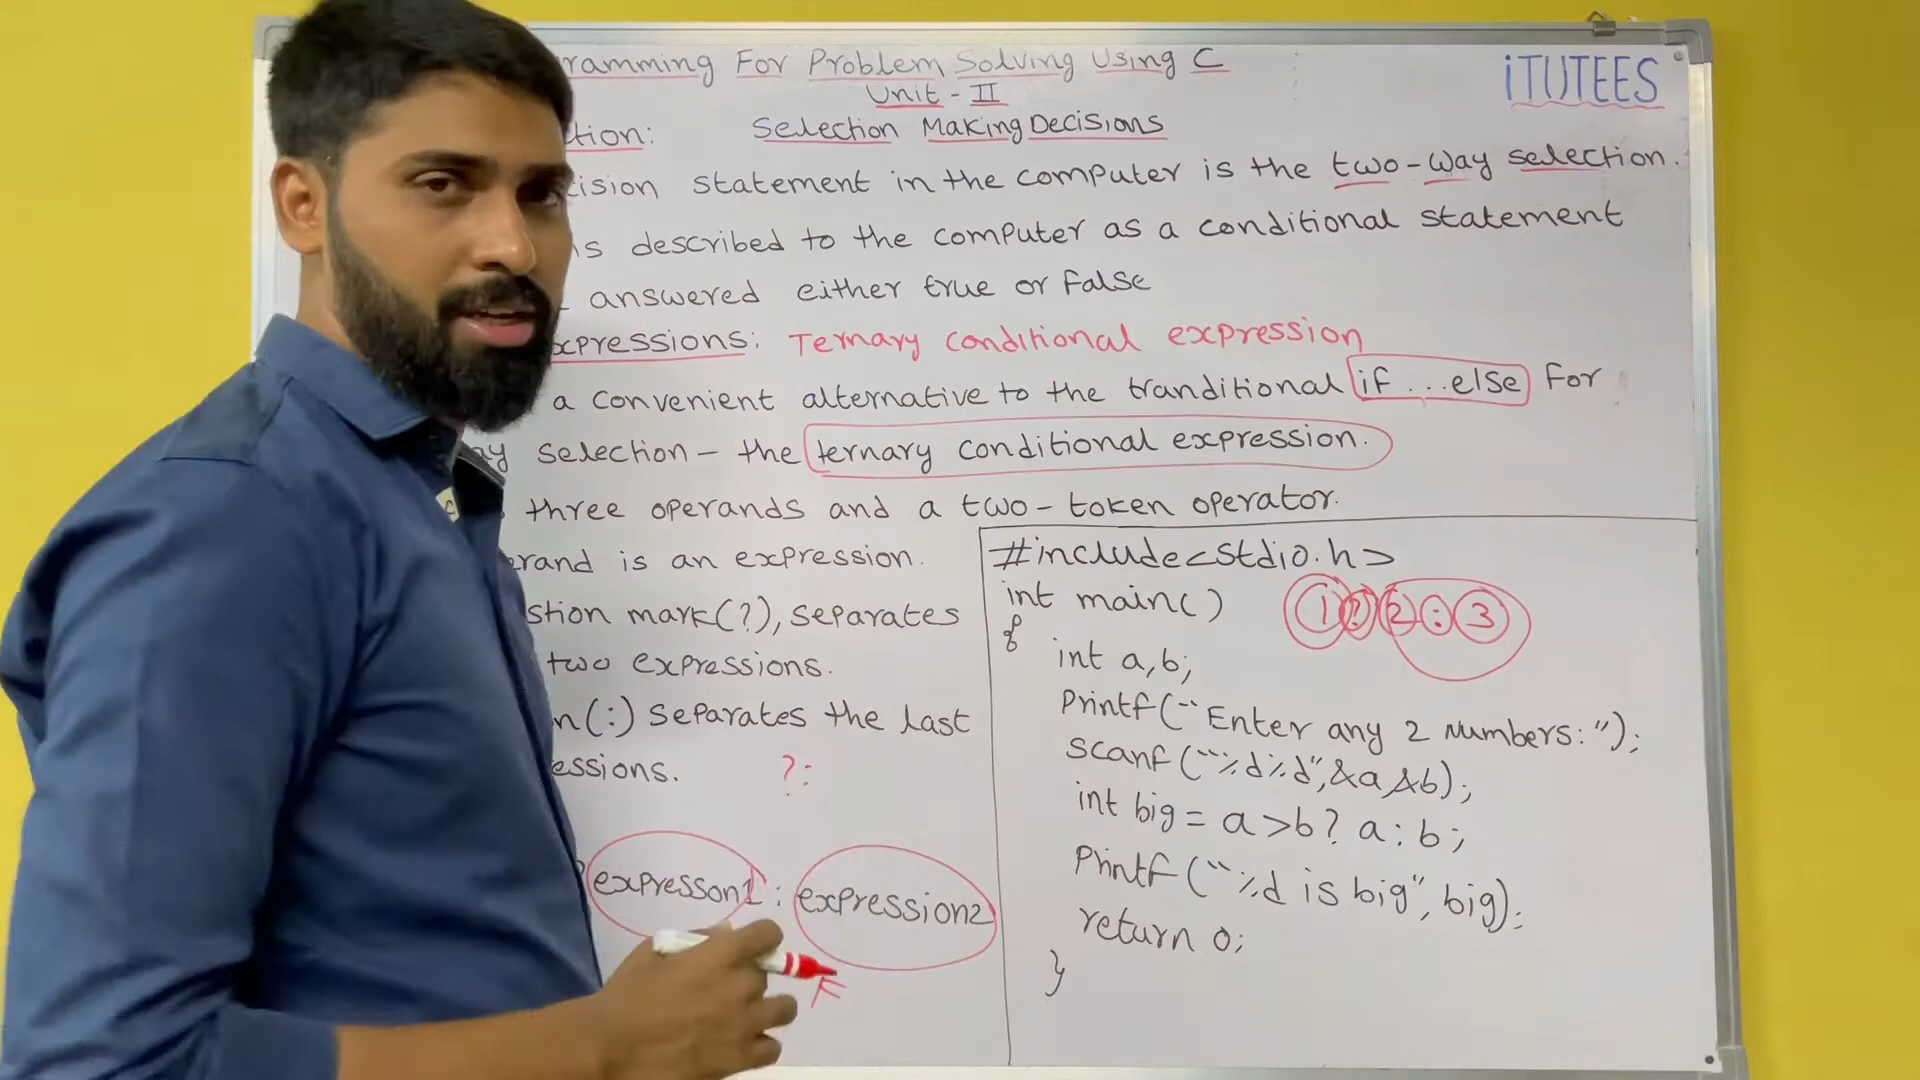 ramming For Problem Solving Using C
iTUTEES
Unit - II
tion: Selection Making Decisions
cision statement in the computer is the two-way selection.
is described to the computer as a conditional statement
answered either true or False
xpressions: Ternary conditional expression
a convenient alternative to the tranditional if...else For
ay selection - the ternary conditional expression.
three operands and a two-token operator.
erand is an expression.
stion mark(?), separates
two expressions.
n(:) separates the last
essions. ?:
? expresson1 : expression2
F
#include<stdio.h>
int main()
1 ? 2 : 3
{
int a,b;
Printf("Enter any 2 numbers:");
scanf("%d%d",&a,&b);
int big = a>b? a: b;
Printf("%d is big", big);
return 0;
}